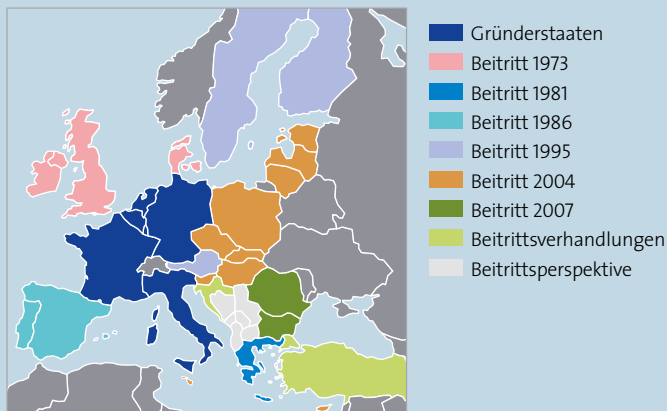 Gründerstaaten
Beitritt 1973
Beitritt 1981
Beitritt 1986
Beitritt 1995
Beitritt 2004
Beitritt 2007
Beitrittsverhandlungen
Beitrittsperspektive